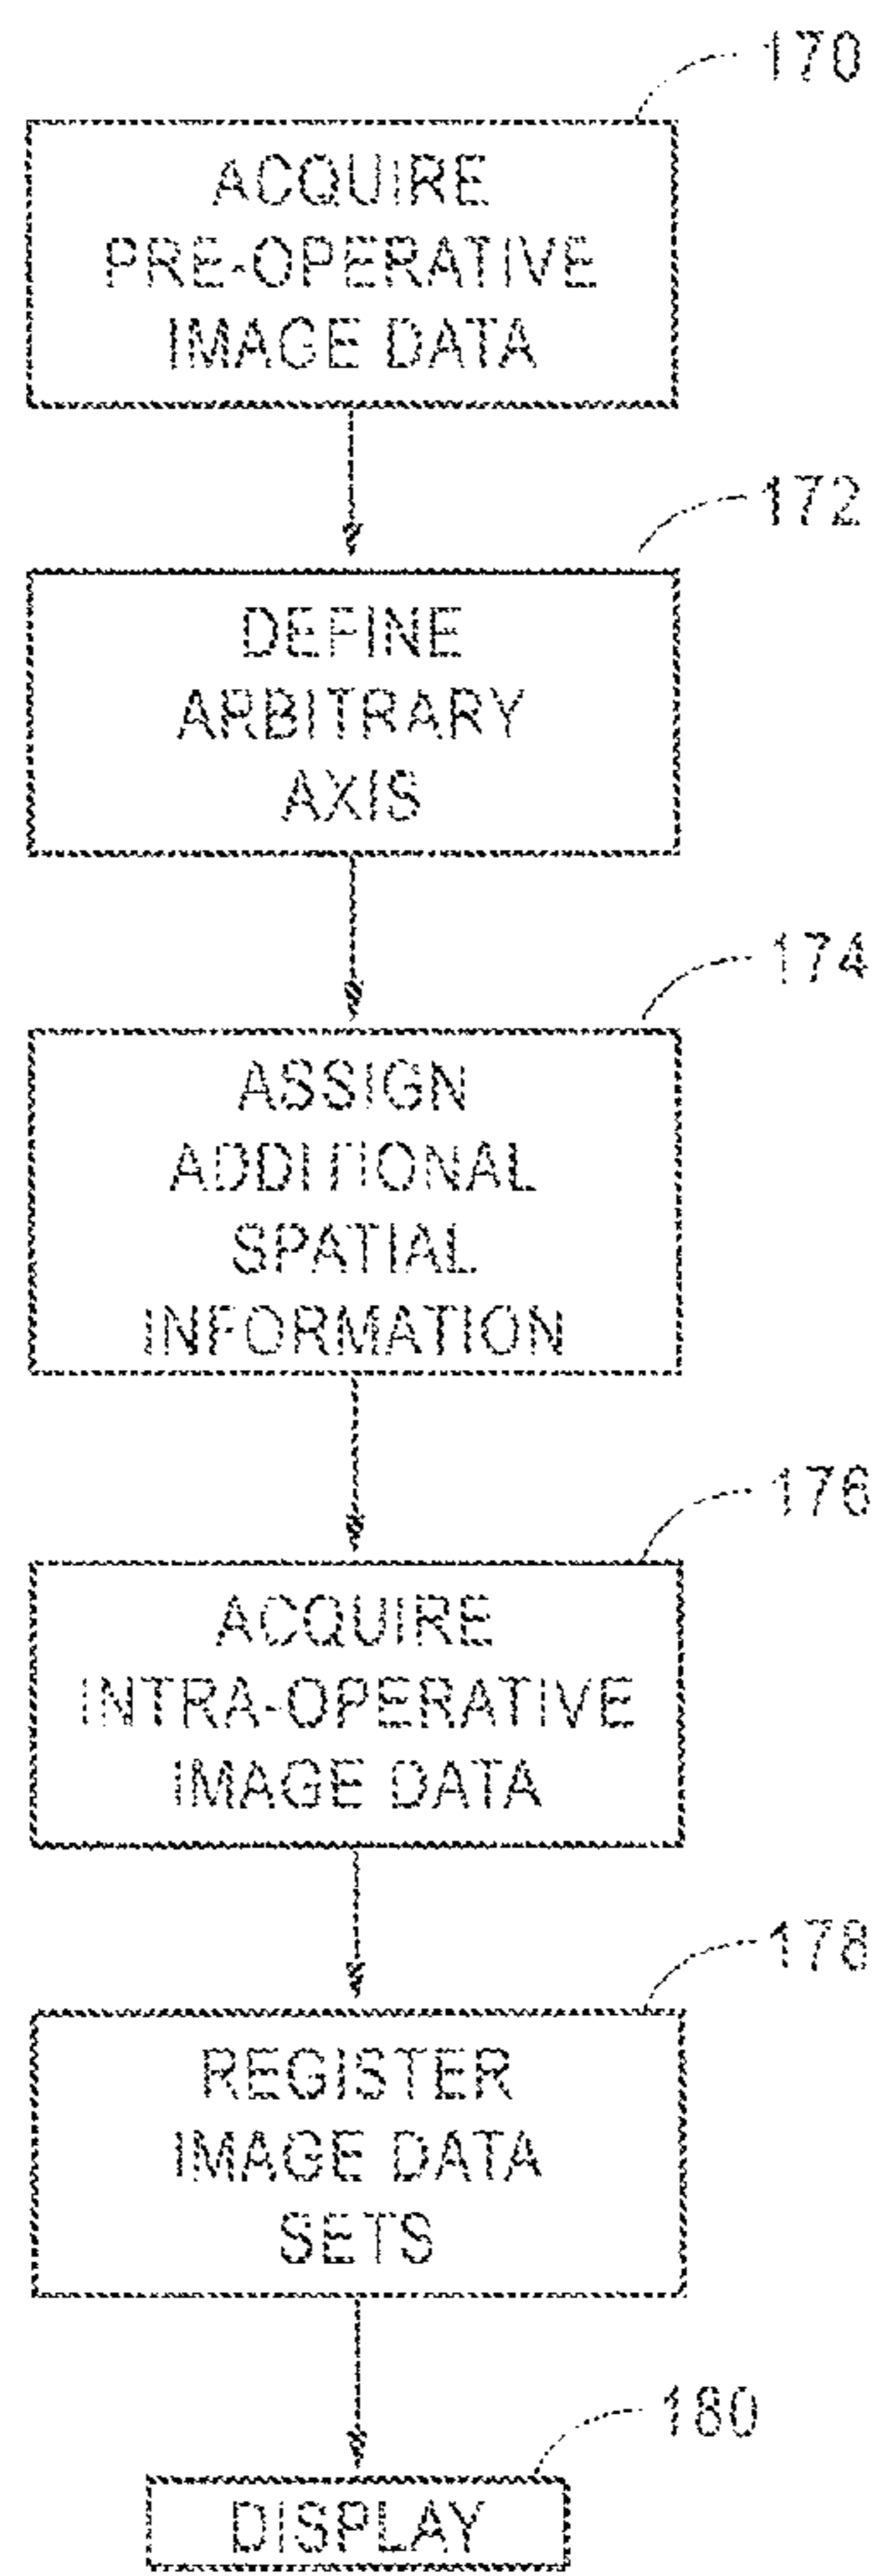 170
ACQUIRE
PRE-OPERATIVE
IMAGE DATA
172
DEFINE
ARBITRARY
AXIS
174
ASSIGN
ADDITIONAL
SPATIAL
INFORMATION
176
ACQUIRE
INTRA-OPERATIVE
IMAGE DATA
178
REGISTER
IMAGE DATA
SETS
180
DISPLAY